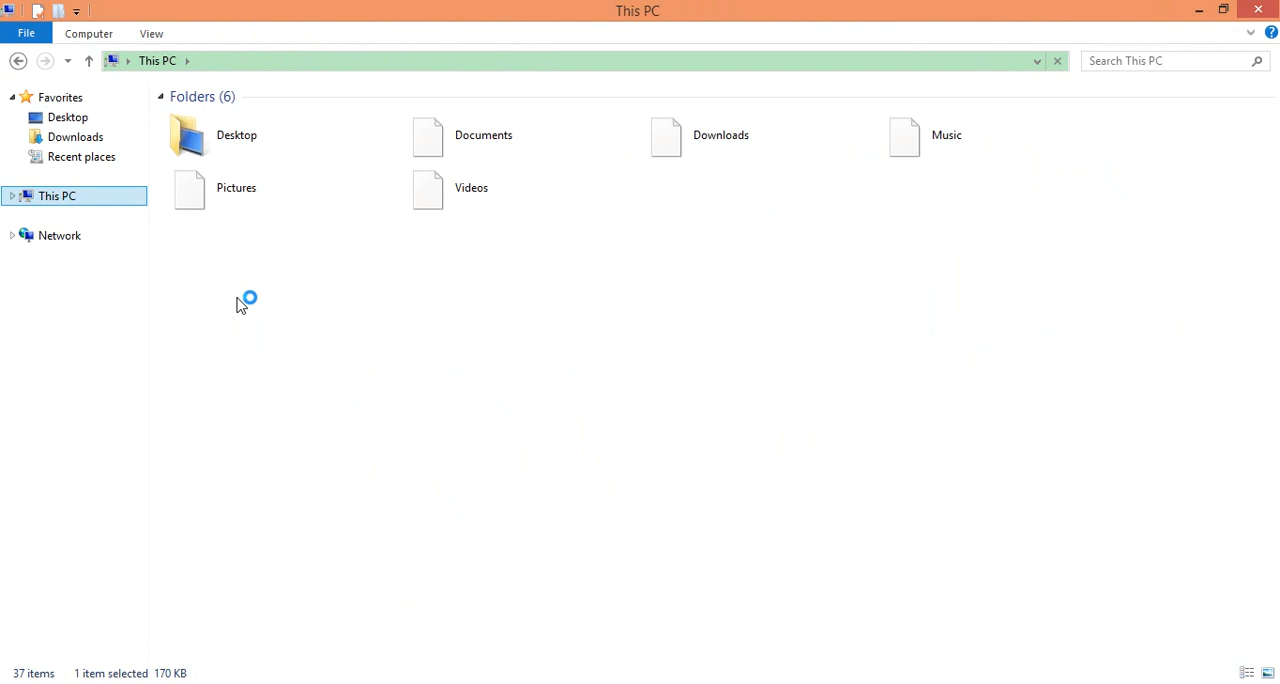 This PC
File Computer View
This PC Search This PC
Favorites
Desktop
Downloads
Recent places
This PC
Network
Folders (6)
Desktop Documents Downloads Music
Pictures Videos
37 items 1 item selected 170 KB